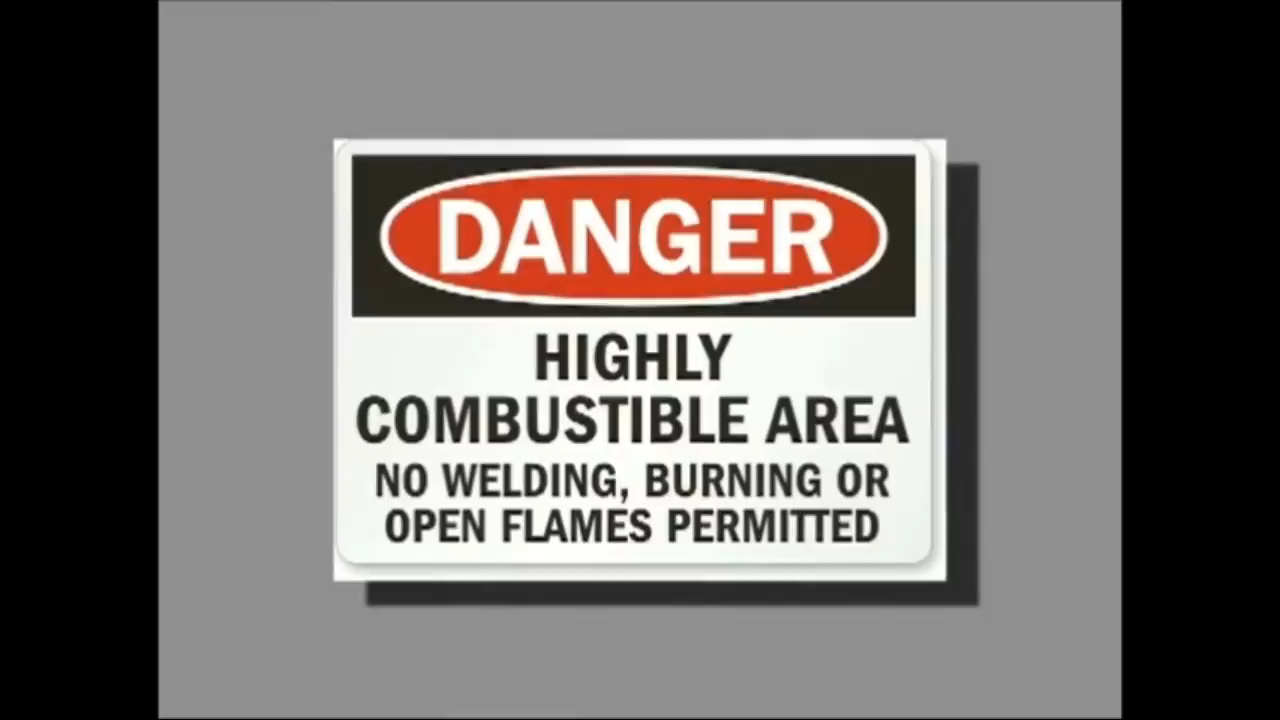 DANGER
HIGHLY
COMBUSTIBLE AREA
NO WELDING, BURNING OR
OPEN FLAMES PERMITTED